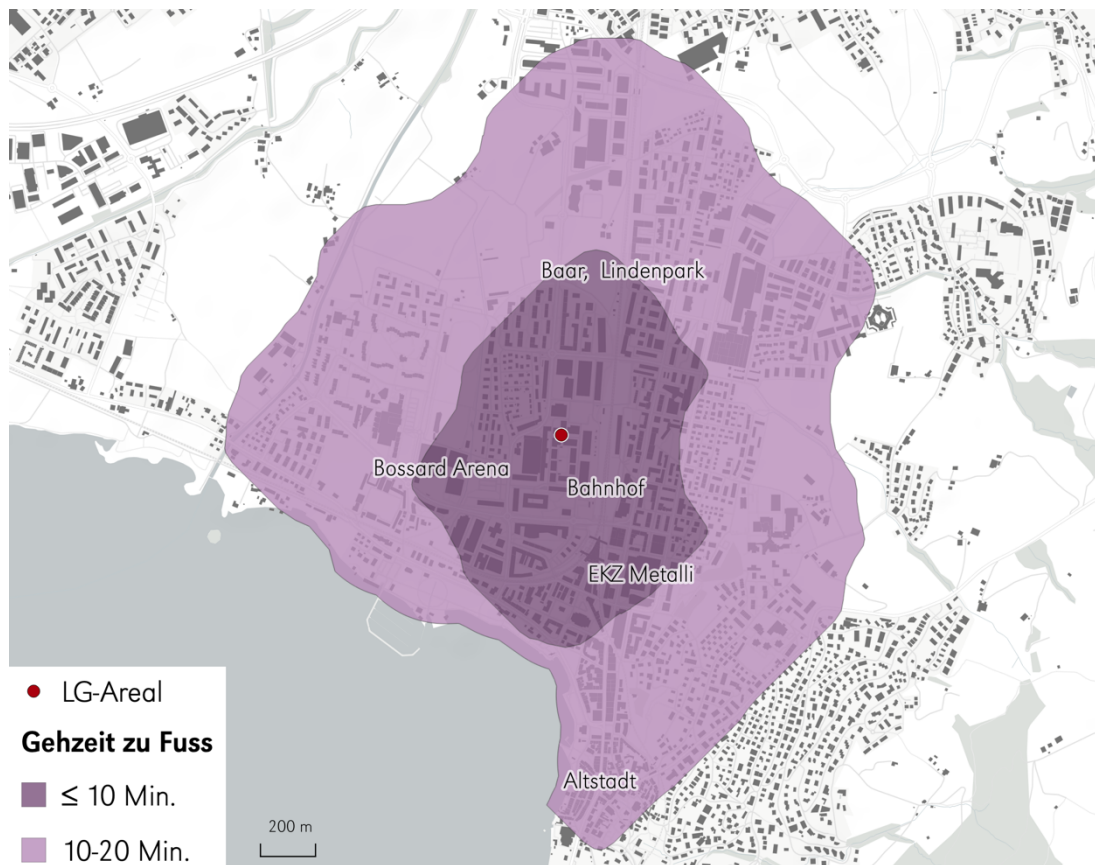 Baar, Lindenpark
Bossard Arena
Bahnhof
EKZ Metalli
Altstadt
LG-Areal
Gehzeit zu Fuss
≤ 10 Min.
10-20 Min.
200 m